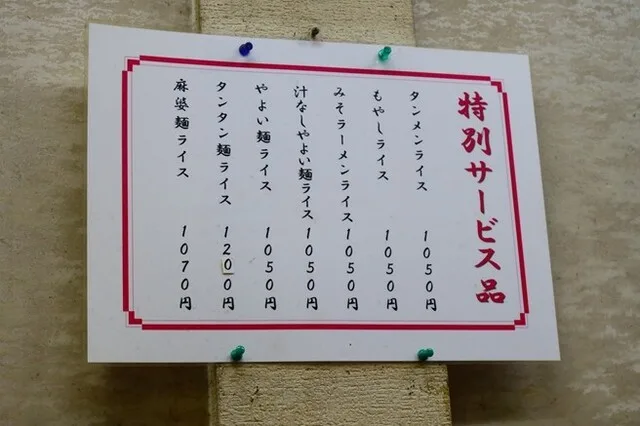 特別サービス品
タンメンライス 1050円
もやしライス 1050円
みそラーメンライス 1050円
汁なしやよい麺ライス 1050円
やよい麺ライス 1050円
タンタン麺ライス 1200円
麻婆麺ライス 1070円